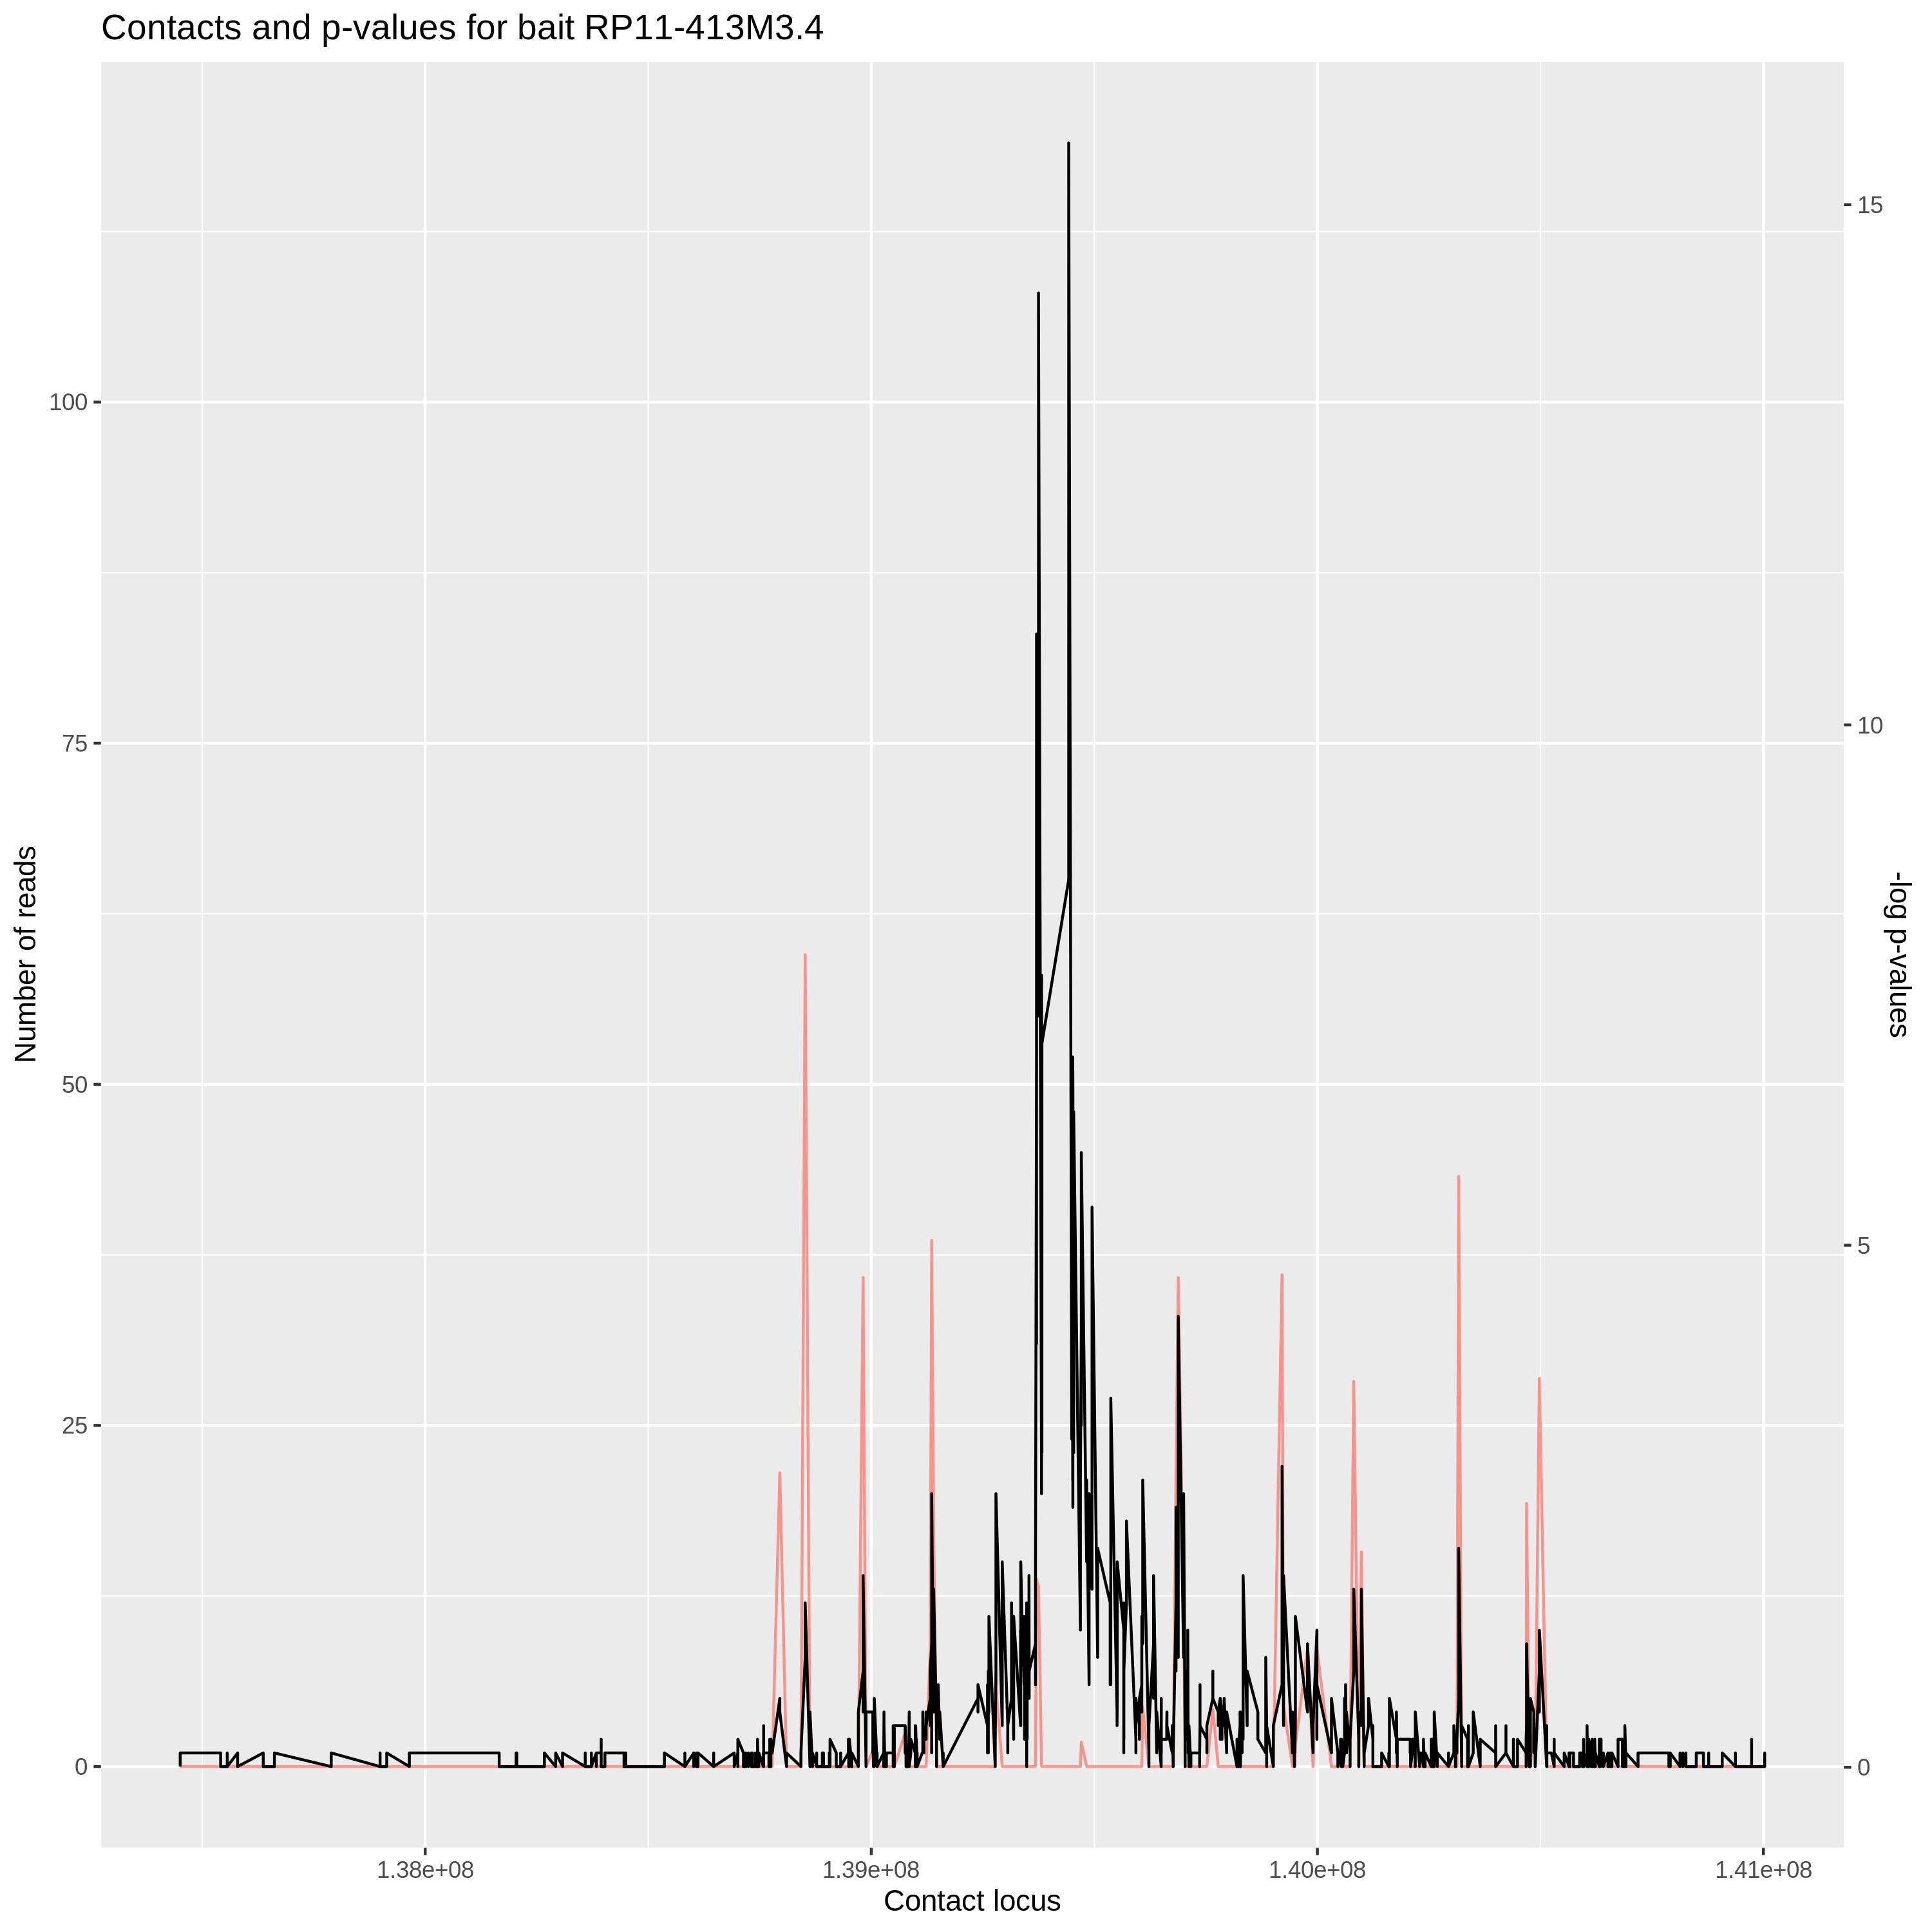 Contacts and p-values for bait RP11-413M3.4
100
75
50
25
0
Number of reads
15
10
5
0
-log p-values
1.38e+08
1.39e+08
1.40e+08
1.41e+08
Contact locus